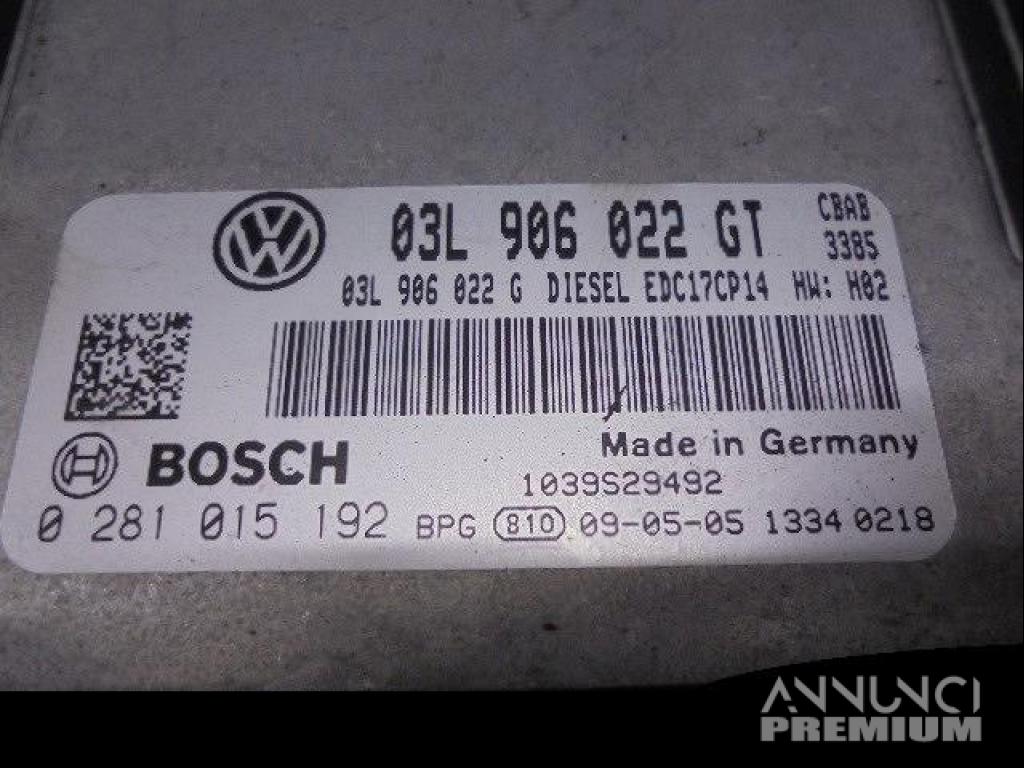 03L 906 022 GT CBAB
3385
03L 906 022 G DIESEL EDC17CP14 HW: H02
Made in Germany
BOSCH
1039S29492
0 281 015 192 BPG 810 09-05-05 1334 0218
ANNUNCI
PREMIUM